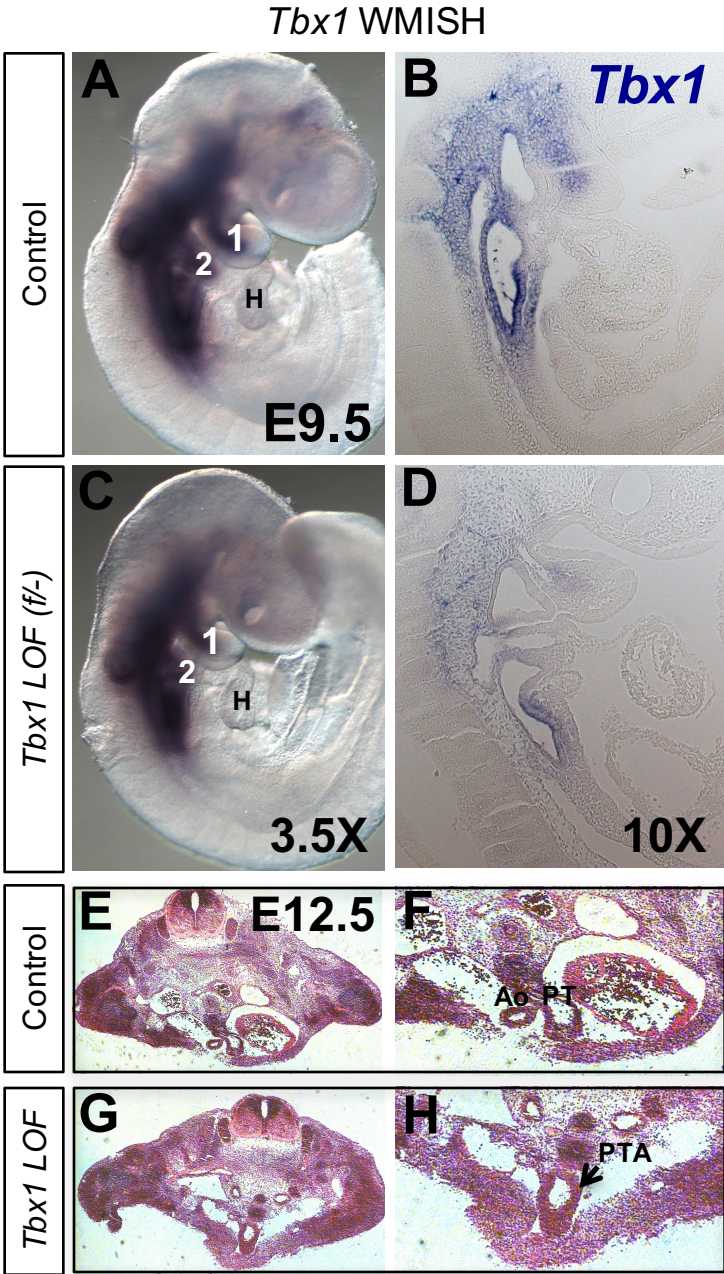 Tbx1 WMISH
Control
A
1
2
H
E9.5
B
Tbx1
Tbx1 LOF (f/-)
C
1
2
H
3.5X
D
10X
Control
E
E12.5
F
Ao PT
Tbx1 LOF
G
H
PTA